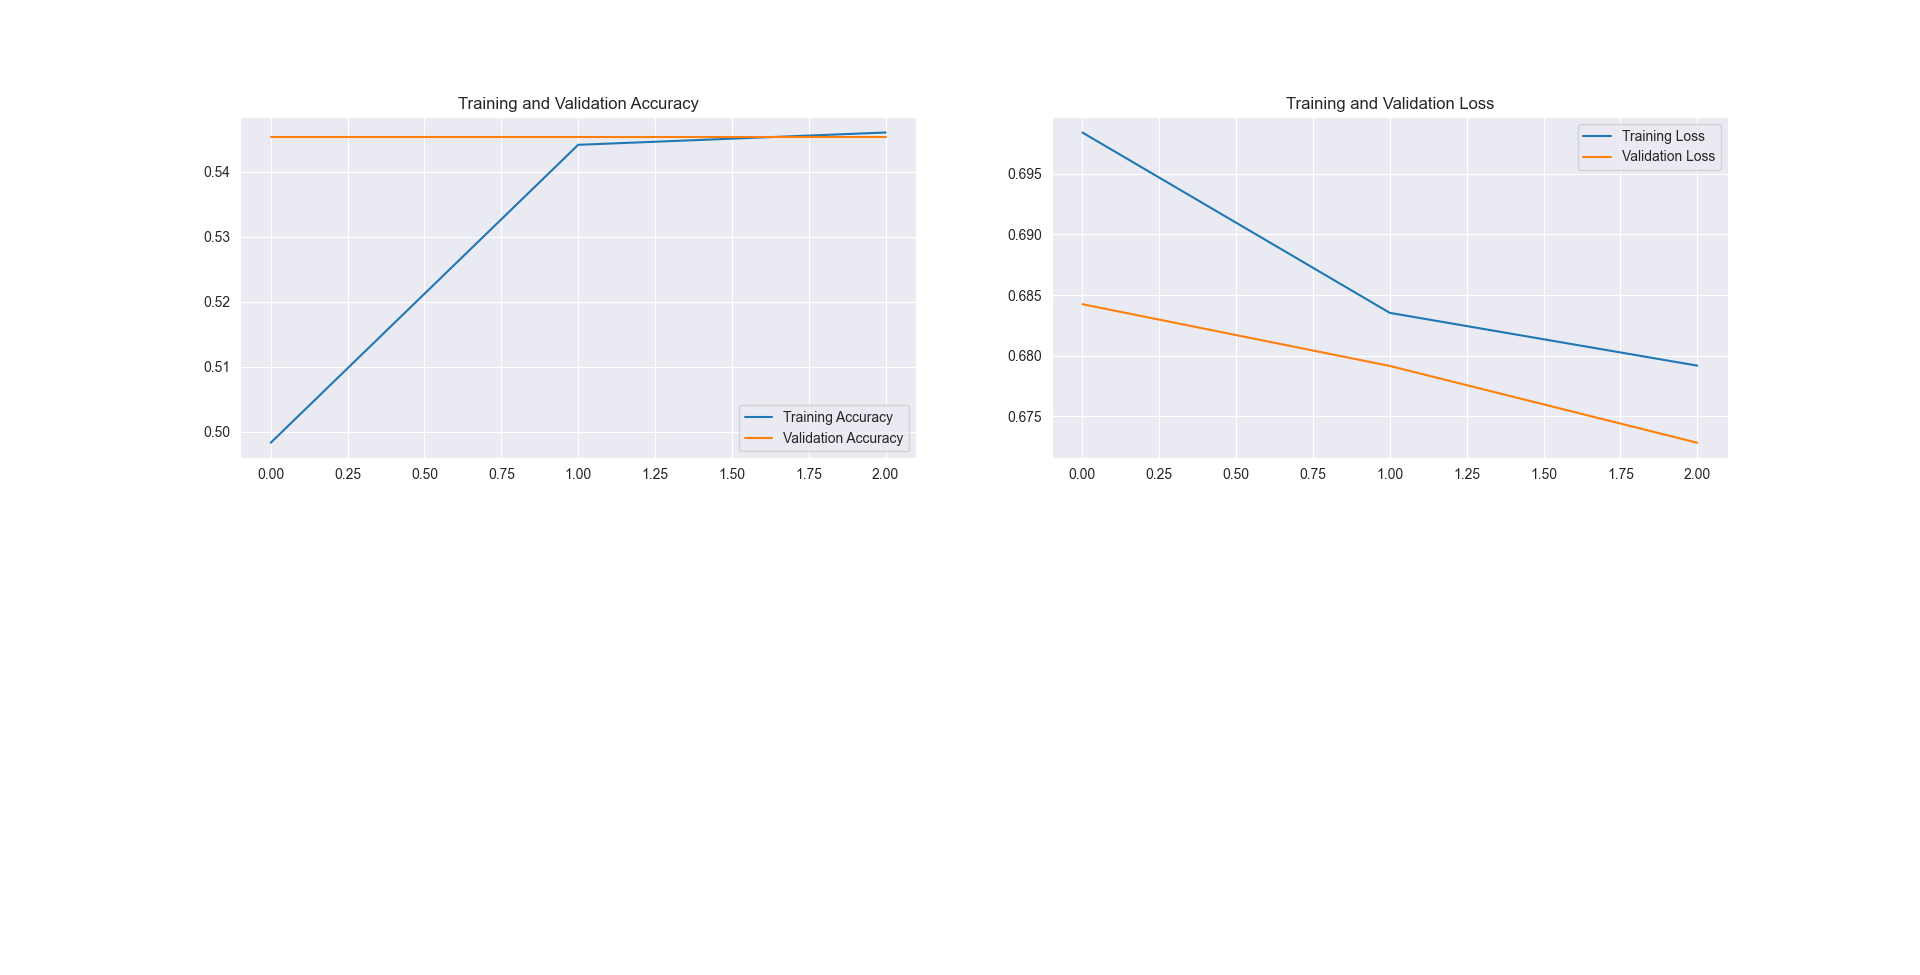 Training and Validation Accuracy
0.54
0.53
0.52
0.51
0.50
Training Accuracy
Validation Accuracy
0.00 0.25 0.50 0.75 1.00 1.25 1.50 1.75 2.00
Training and Validation Loss
Training Loss
Validation Loss
0.695
0.690
0.685
0.680
0.675
0.00 0.25 0.50 0.75 1.00 1.25 1.50 1.75 2.00